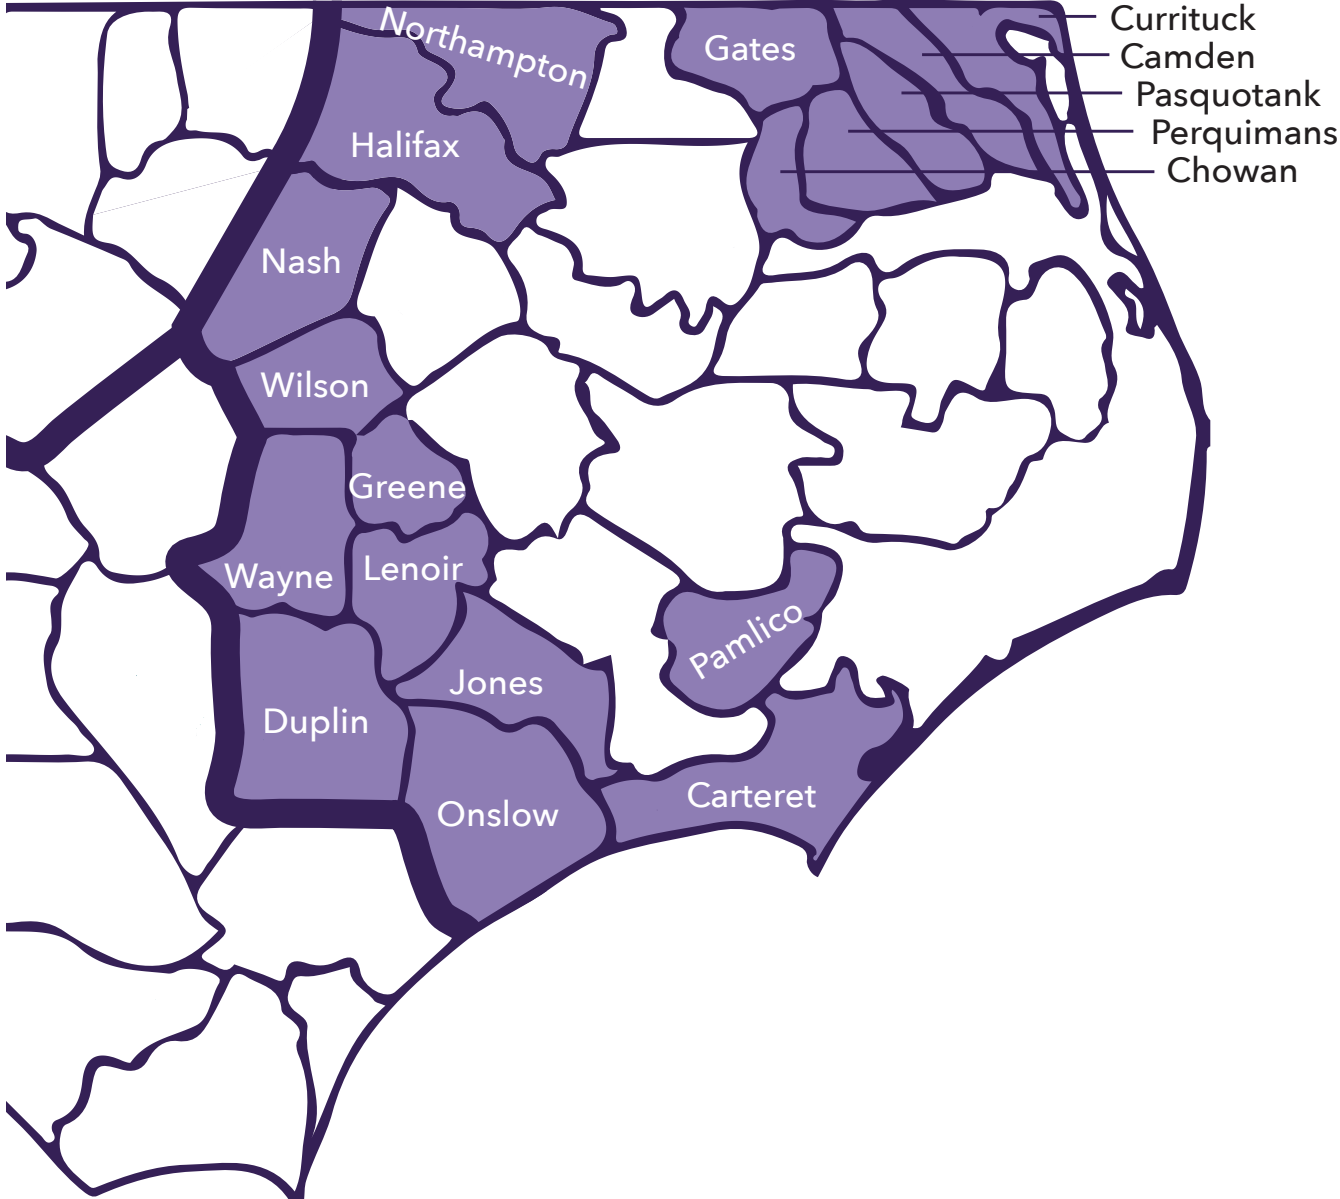 Currituck
Northampton
Gates
Camden
Pasquotank
Perquimans
Halifax
Chowan
Nash
Wilson
Greene
Lenoir
Wayne
Pamlico
Jones
Duplin
Carteret
Onslow